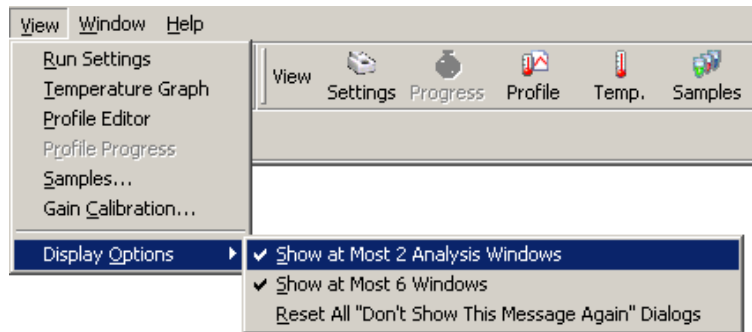 View Window Help
Run Settings
Temperature Graph
Profile Editor
Profile Progress
Samples...
Gain Calibration...
Display Options
View Settings Progress Profile Temp. Samples
Show at Most 2 Analysis Windows
Show at Most 6 Windows
Reset All "Don't Show This Message Again" Dialogs